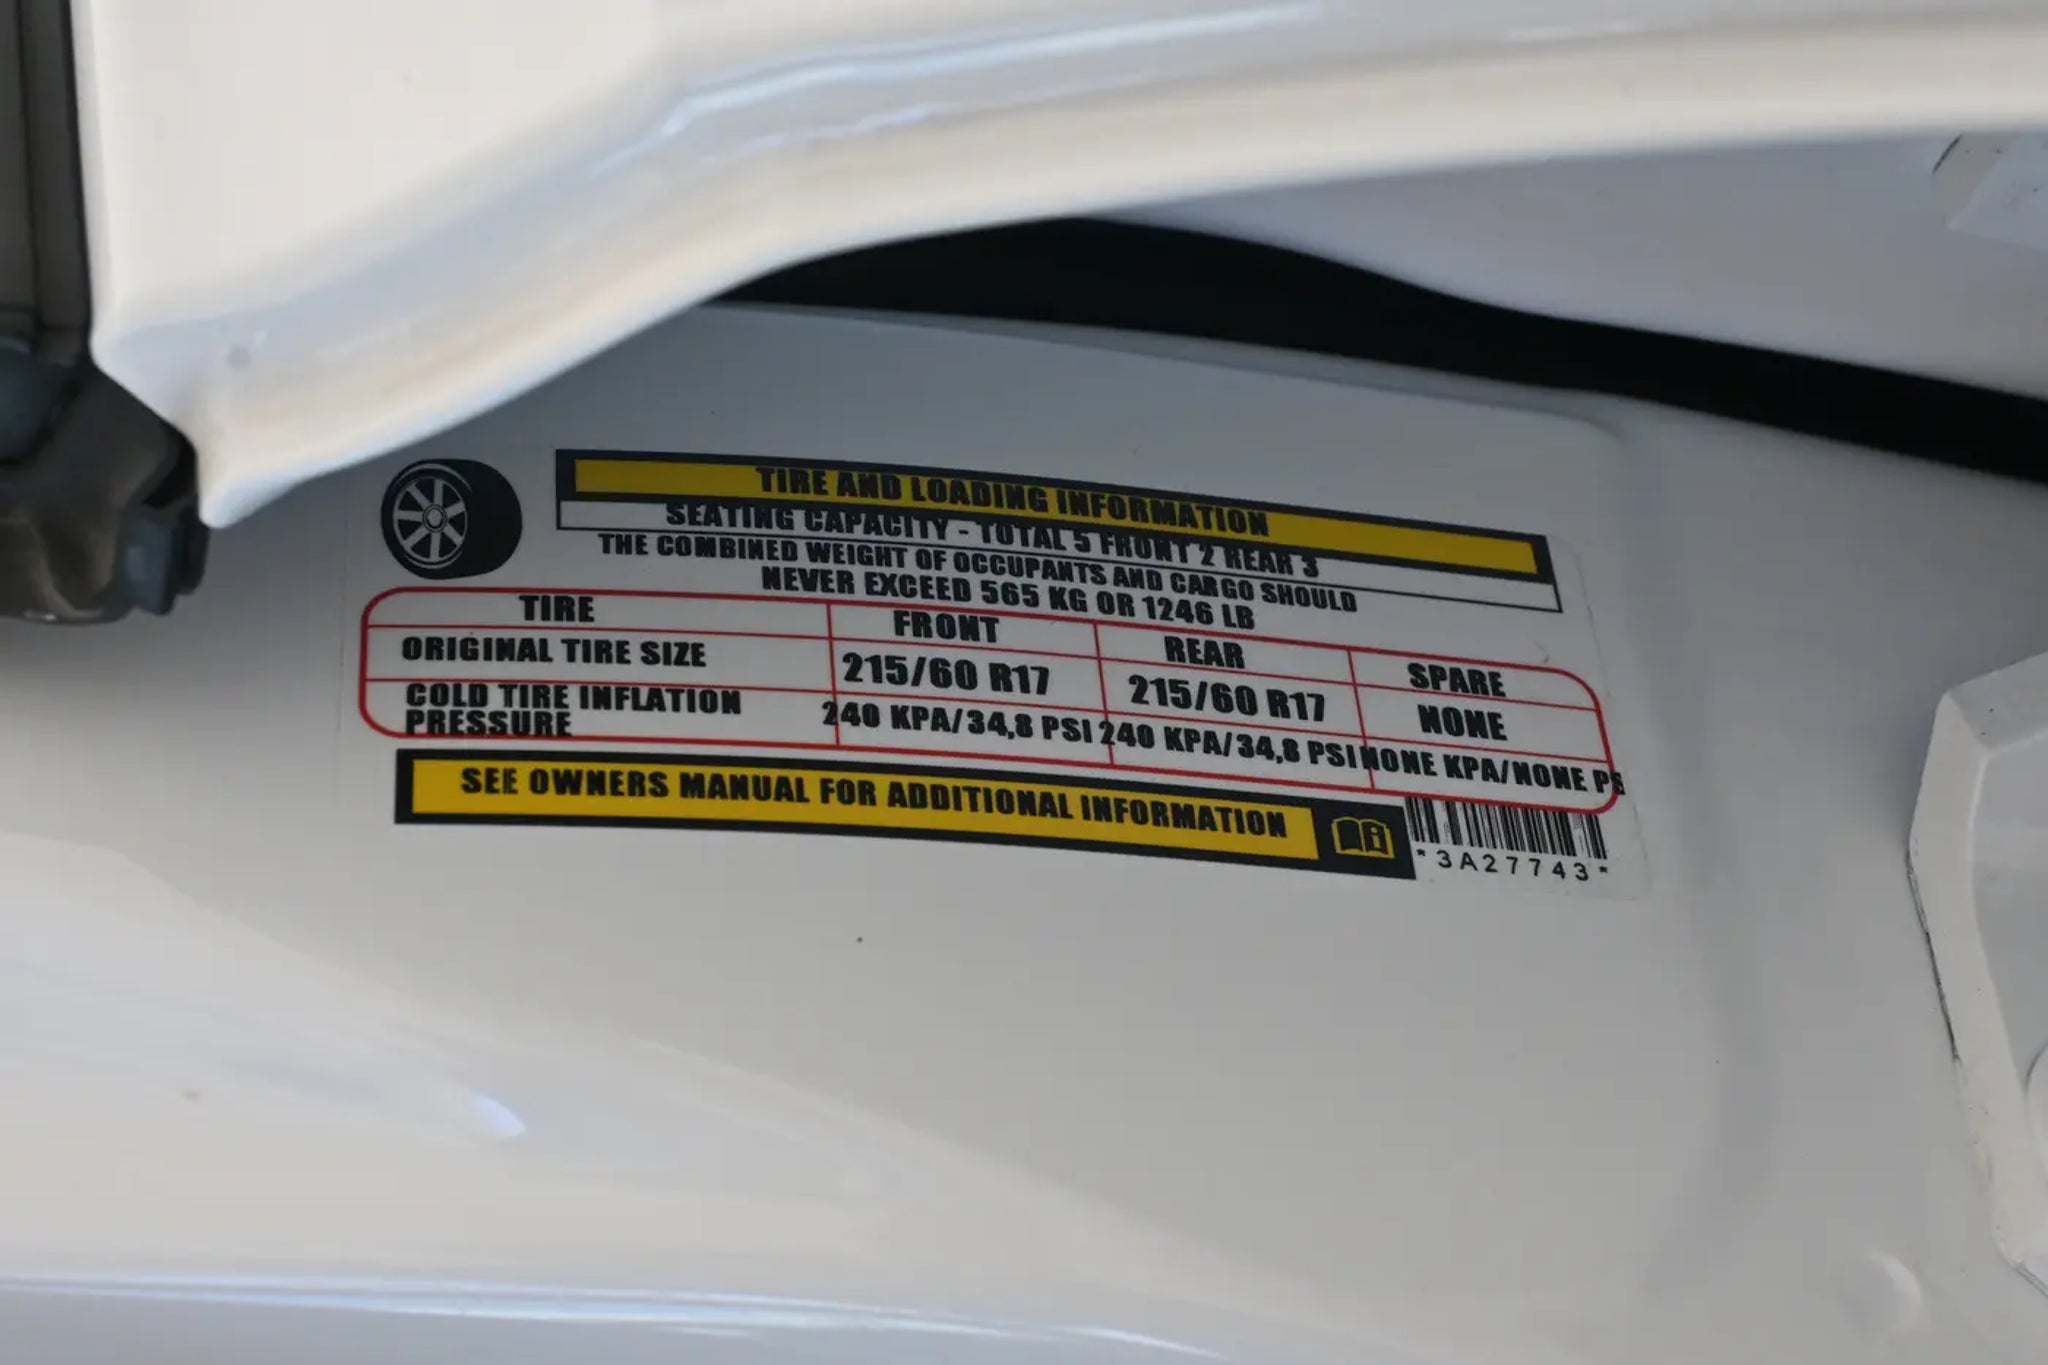 TIRE AND LOADING INFORMATION
SEATING CAPACITY - TOTAL 5 FRONT 2 REAR 3
THE COMBINED WEIGHT OF OCCUPANTS AND CARGO SHOULD
NEVER EXCEED 565 KG OR 1246 LB
TIRE FRONT REAR SPARE
ORIGINAL TIRE SIZE 215/60 R17 215/60 R17 NONE
COLD TIRE INFLATION
PRESSURE 240 KPA/34,8 PSI 240 KPA/34,8 PSI NONE KPA/NONE PS
SEE OWNERS MANUAL FOR ADDITIONAL INFORMATION
*3A27743*